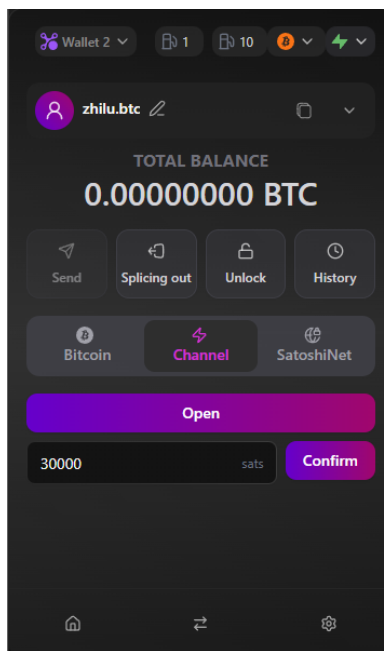 Wallet 2 1 10
zhilu.btc
TOTAL BALANCE
0.00000000 BTC
Send Splicing out Unlock History
Bitcoin Channel SatoshiNet
Open
30000 sats Confirm